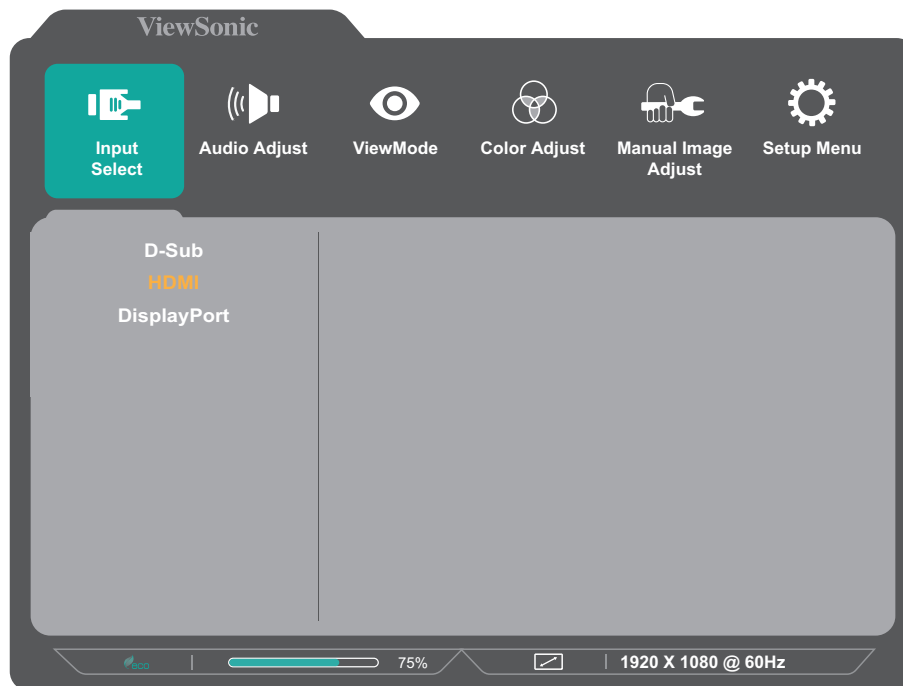 ViewSonic
Input
Select
Audio Adjust
ViewMode
Color Adjust
Manual Image
Adjust
Setup Menu
D-Sub
HDMI
DisplayPort
ECO
75%
1920 X 1080 @ 60Hz